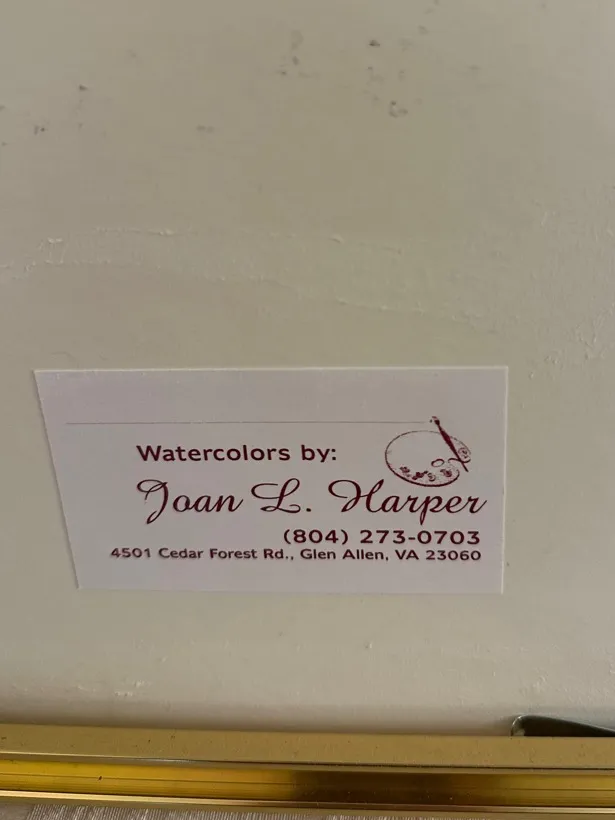 Watercolors by:
Joan L. Harper
(804) 273-0703
4501 Cedar Forest Rd., Glen Allen, VA 23060